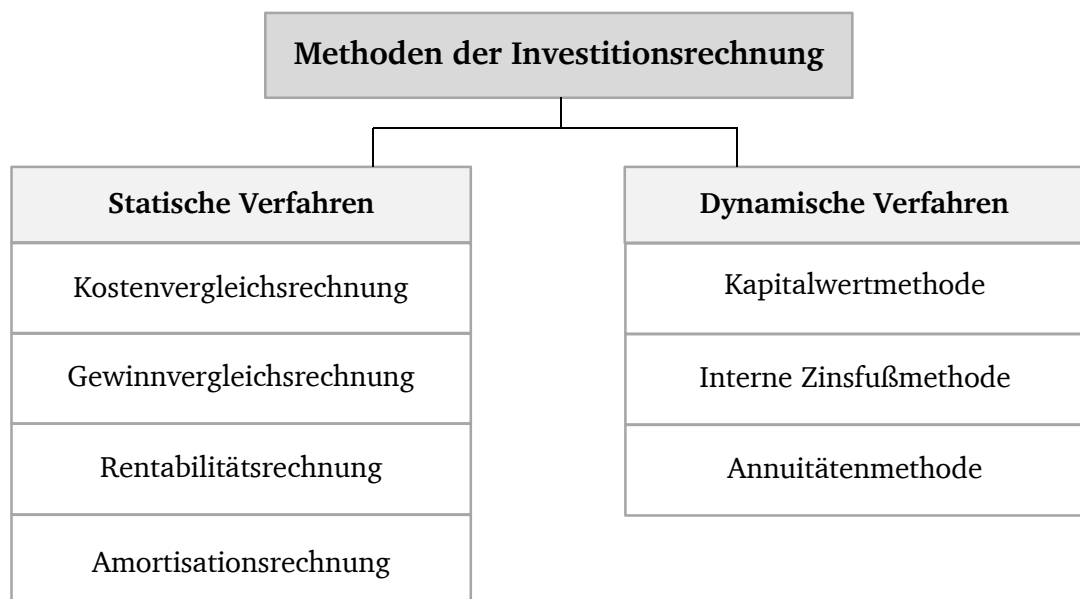 Methoden der Investitionsrechnung
Statische Verfahren
Kostenvergleichsrechnung
Gewinnvergleichsrechnung
Rentabilitätsrechnung
Amortisationsrechnung
Dynamische Verfahren
Kapitalwertmethode
Interne Zinsfußmethode
Annuitätenmethode